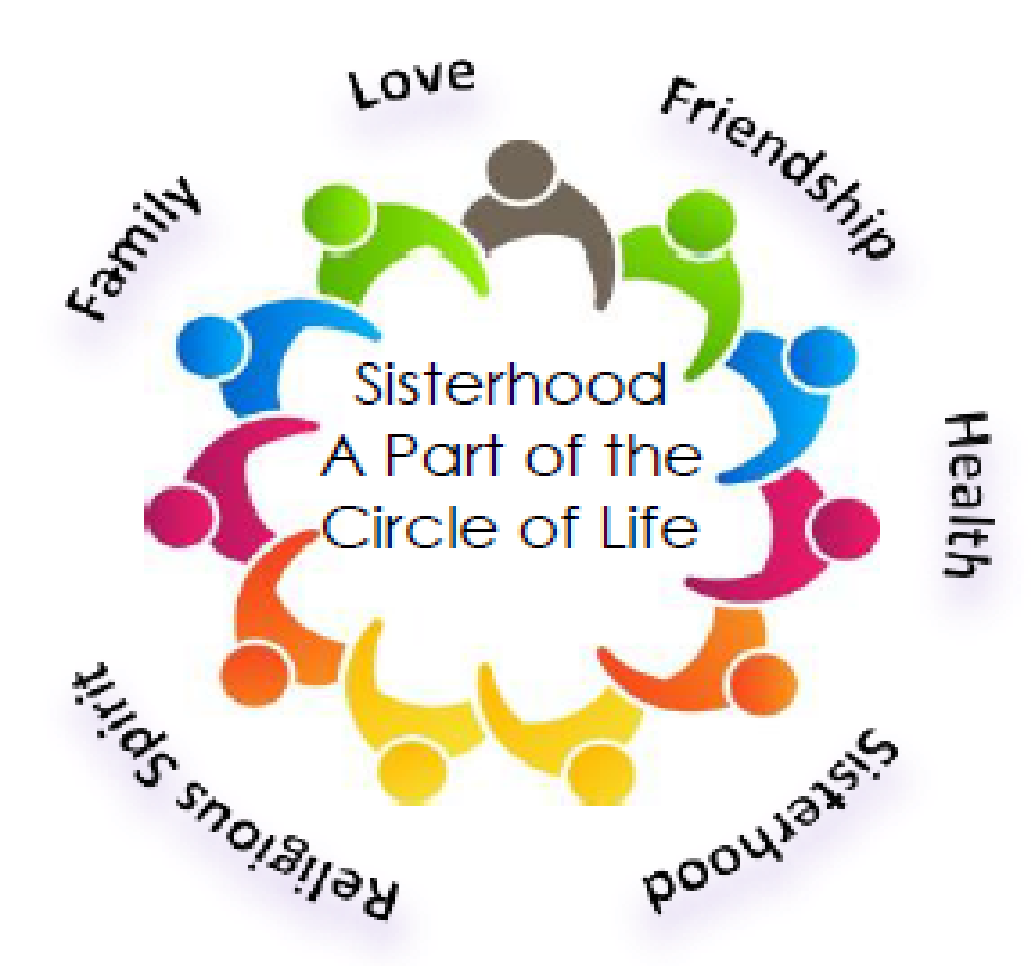 Love
Friendship
Health
Sisterhood
Religious Spirit
Family
Sisterhood
A Part of the
Circle of Life